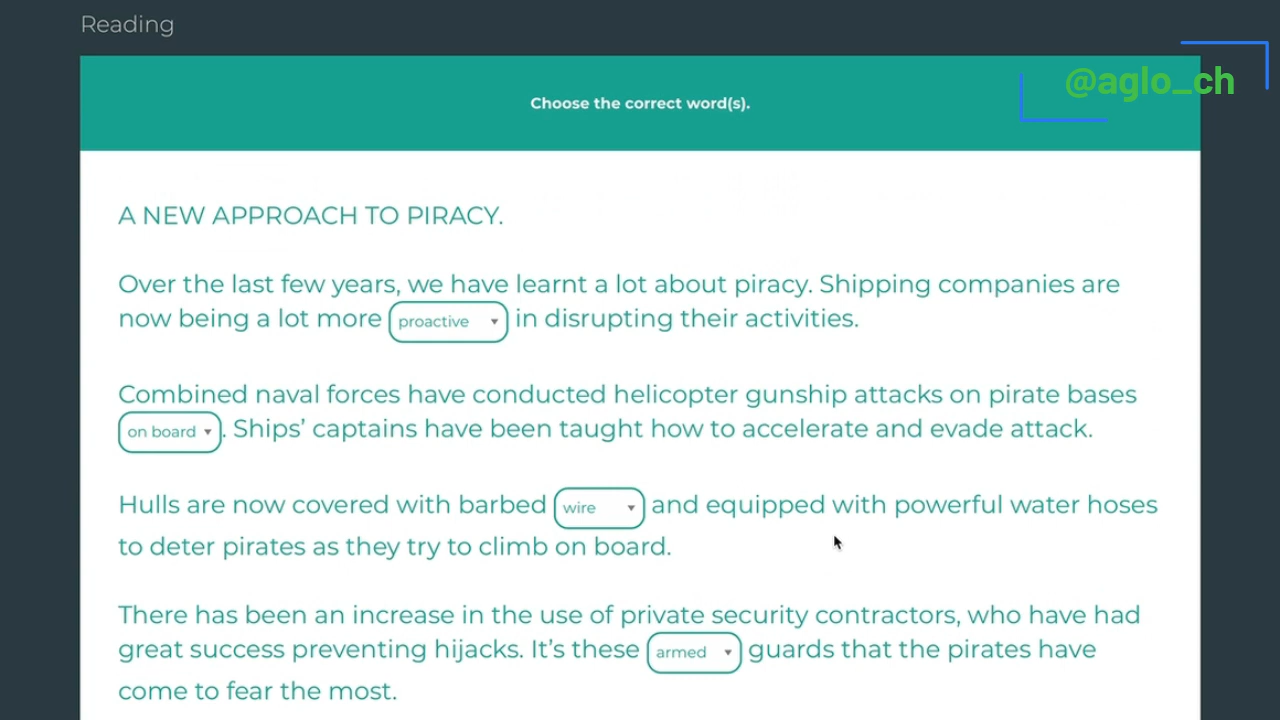 Reading
@aglo_ch
Choose the correct word(s).
A NEW APPROACH TO PIRACY.
Over the last few years, we have learnt a lot about piracy. Shipping companies are
now being a lot more proactive in disrupting their activities.
Combined naval forces have conducted helicopter gunship attacks on pirate bases
on board . Ships’ captains have been taught how to accelerate and evade attack.
Hulls are now covered with barbed wire and equipped with powerful water hoses
to deter pirates as they try to climb on board.
There has been an increase in the use of private security contractors, who have had
great success preventing hijacks. It’s these armed guards that the pirates have
come to fear the most.